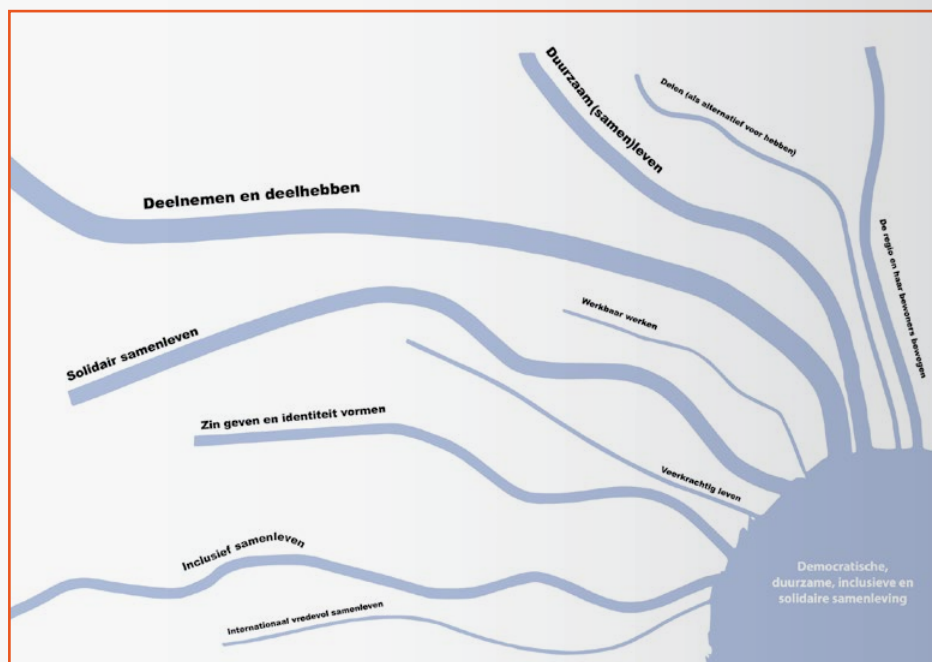 Duurzaam (samen)leven
Delen (als alternatief voor hebben)
Deelnemen en deelhebben
De regio en haar bewoners bewegen
Werkbaar werken
Solidair samenleven
Zin geven en identiteit vormen
Veerkrachtig leven
Inclusief samenleven
Internationaal vredevol samenleven
Democratische,
duurzame, inclusieve en
solidaire samenleving